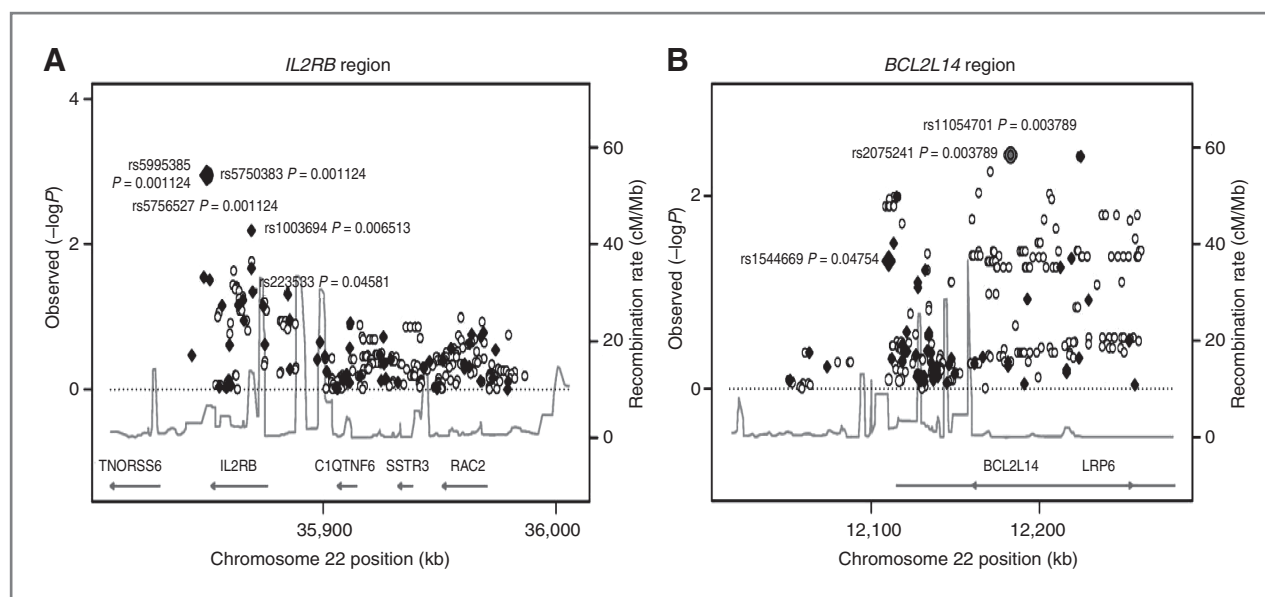 A
IL2RB region
4
2
0
Observed (–logP)
60
40
20
0
Recombination rate (cM/Mb)
rs5995385
P = 0.001124
rs5750383 P = 0.001124
rs5756527 P = 0.001124
rs1003694 P = 0.006513
rs223533 P = 0.04581
TNORSS6
IL2RB
C1QTNF6
SSTR3
RAC2
35,900
36,000
Chromosome 22 position (kb)
B
BCL2L14 region
2
0
Observed (–logP)
60
40
20
0
Recombination rate (cM/Mb)
rs11054701 P = 0.003789
rs2075241 P = 0.003789
rs1544669 P = 0.04754
BCL2L14
LRP6
12,100
12,200
Chromosome 22 position (kb)